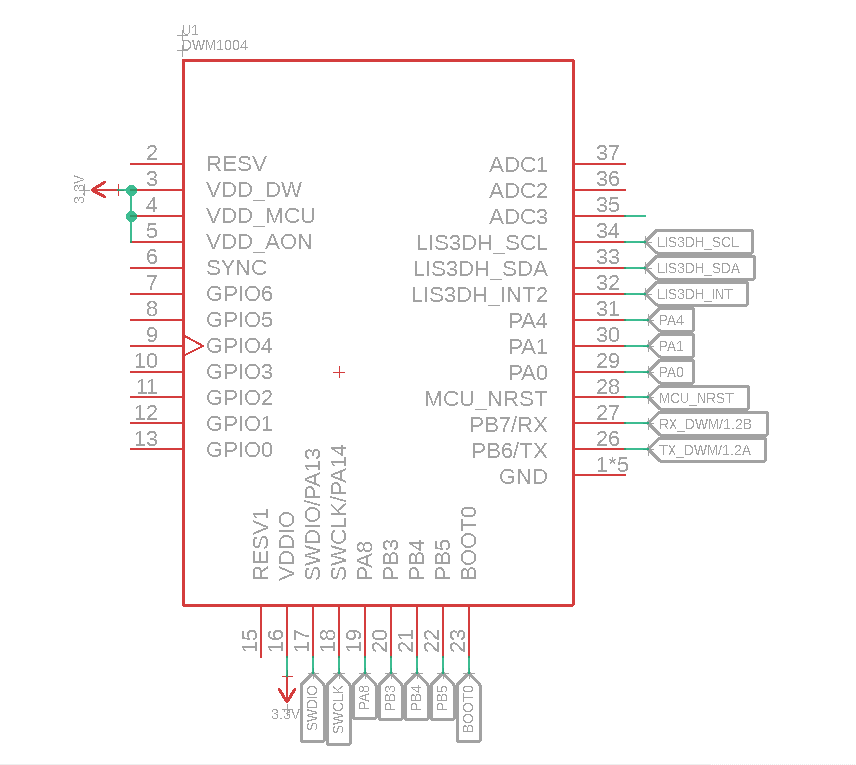 U1
DWM1004
2 RESV
3 VDD_DW
4 VDD_MCU
5 VDD_AON
6 SYNC
7 GPIO6
8 GPIO5
9 GPIO4
10 GPIO3
11 GPIO2
12 GPIO1
13 GPIO0
3.3V
ADC1 37
ADC2 36
ADC3 35
LIS3DH_SCL 34 LIS3DH_SCL
LIS3DH_SDA 33 LIS3DH_SDA
LIS3DH_INT2 32 LIS3DH_INT
PA4 31 PA4
PA1 30 PA1
PA0 29 PA0
MCU_NRST 28 MCU_NRST
PB7/RX 27 RX_DWM/1.2B
PB6/TX 26 TX_DWM/1.2A
GND 1*5
RESV1 15
VDDIO 16 3.3V
SWDIO/PA13 17 SWDIO
SWCLK/PA14 18 SWCLK
PA8 19 PA8
PB3 20 PB3
PB4 21 PB4
PB5 22 PB5
BOOT0 23 BOOT0